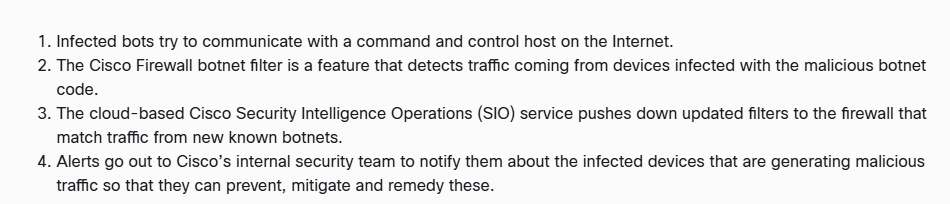 1. Infected bots try to communicate with a command and control host on the Internet.
2. The Cisco Firewall botnet filter is a feature that detects traffic coming from devices infected with the malicious botnet
code.
3. The cloud-based Cisco Security Intelligence Operations (SIO) service pushes down updated filters to the firewall that
match traffic from new known botnets.
4. Alerts go out to Cisco’s internal security team to notify them about the infected devices that are generating malicious
traffic so that they can prevent, mitigate and remedy these.